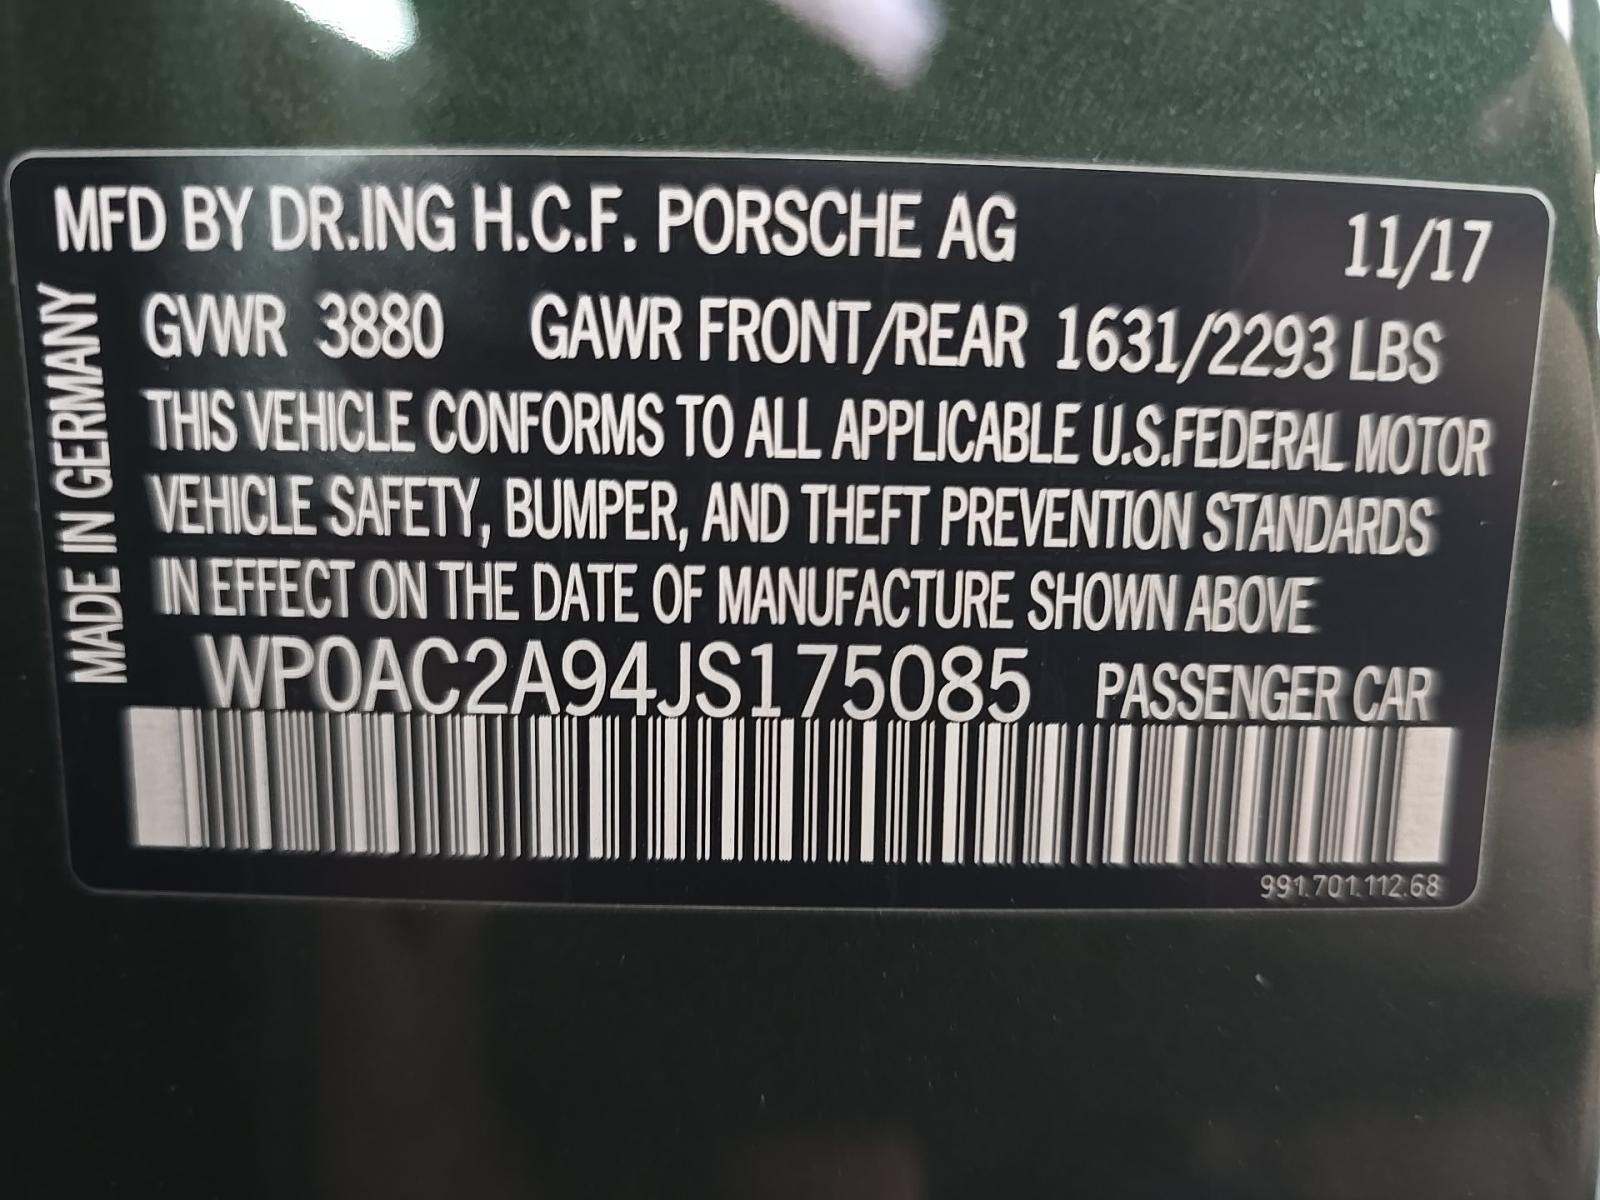 MFD BY DR.ING H.C.F. PORSCHE AG 11/17
GVWR 3880 GAWR FRONT/REAR 1631/2293 LBS
THIS VEHICLE CONFORMS TO ALL APPLICABLE U.S.FEDERAL MOTOR
VEHICLE SAFETY, BUMPER, AND THEFT PREVENTION STANDARDS
IN EFFECT ON THE DATE OF MANUFACTURE SHOWN ABOVE
WP0AC2A94JS175085 PASSENGER CAR
991.701.112.68
MADE IN GERMANY